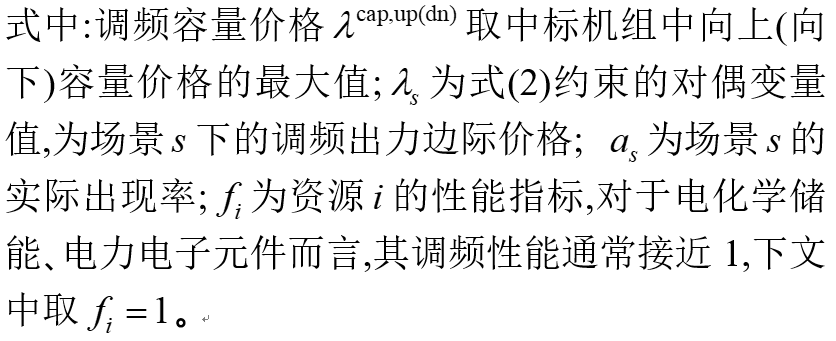 式中:调频容量价格 λ^cap,up(dn) 取中标机组中向上(向
下)容量价格的最大值; λ_s 为式(2)约束的对偶变量
值,为场景 s 下的调频出力边际价格; a_s 为场景 s 的
实际出现率; f_i 为资源 i 的性能指标,对于电化学储
能、电力电子元件而言,其调频性能通常接近 1,下文
中取 f_i = 1。